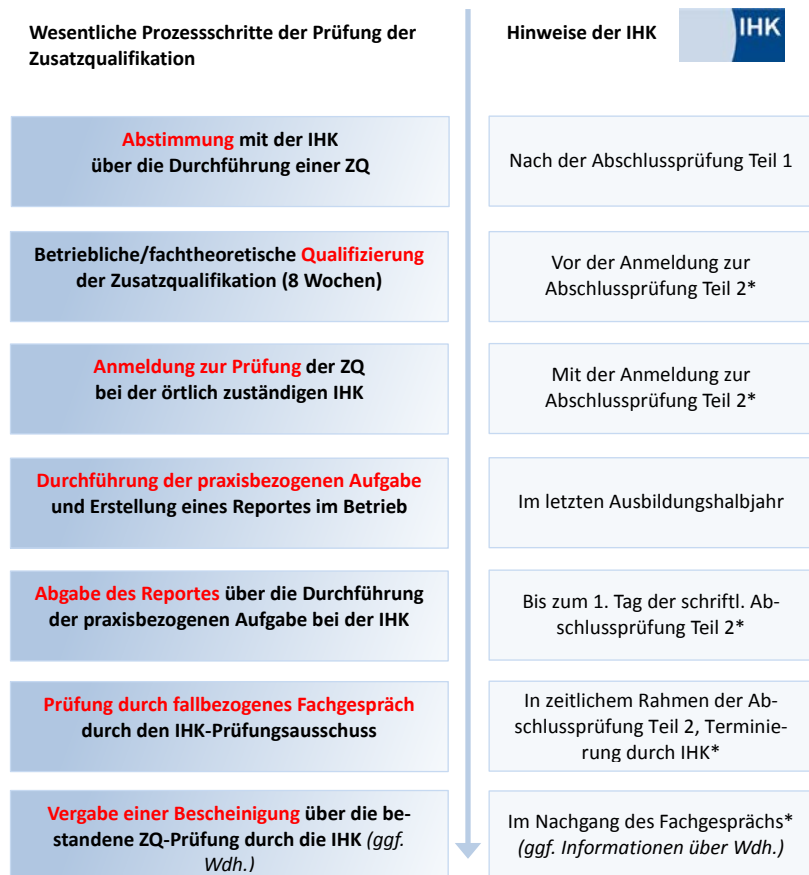 Wesentliche Prozessschritte der Prüfung der
Zusatzqualifikation
Hinweise der IHK
IHK
Abstimmung mit der IHK
über die Durchführung einer ZQ
Nach der Abschlussprüfung Teil 1
Betriebliche/fachtheoretische Qualifizierung
der Zusatzqualifikation (8 Wochen)
Vor der Anmeldung zur
Abschlussprüfung Teil 2*
Anmeldung zur Prüfung der ZQ
bei der örtlich zuständigen IHK
Mit der Anmeldung zur
Abschlussprüfung Teil 2*
Durchführung der praxisbezogenen Aufgabe
und Erstellung eines Reportes im Betrieb
Im letzten Ausbildungshalbjahr
Abgabe des Reportes über die Durchführung
der praxisbezogenen Aufgabe bei der IHK
Bis zum 1. Tag der schriftl. Ab-
schlussprüfung Teil 2*
Prüfung durch fallbezogenes Fachgespräch
durch den IHK-Prüfungsausschuss
In zeitlichem Rahmen der Ab-
schlussprüfung Teil 2, Terminie-
rung durch IHK*
Vergabe einer Bescheinigung über die be-
standene ZQ-Prüfung durch die IHK (ggf.
Wdh.)
Im Nachgang des Fachgesprächs*
(ggf. Informationen über Wdh.)